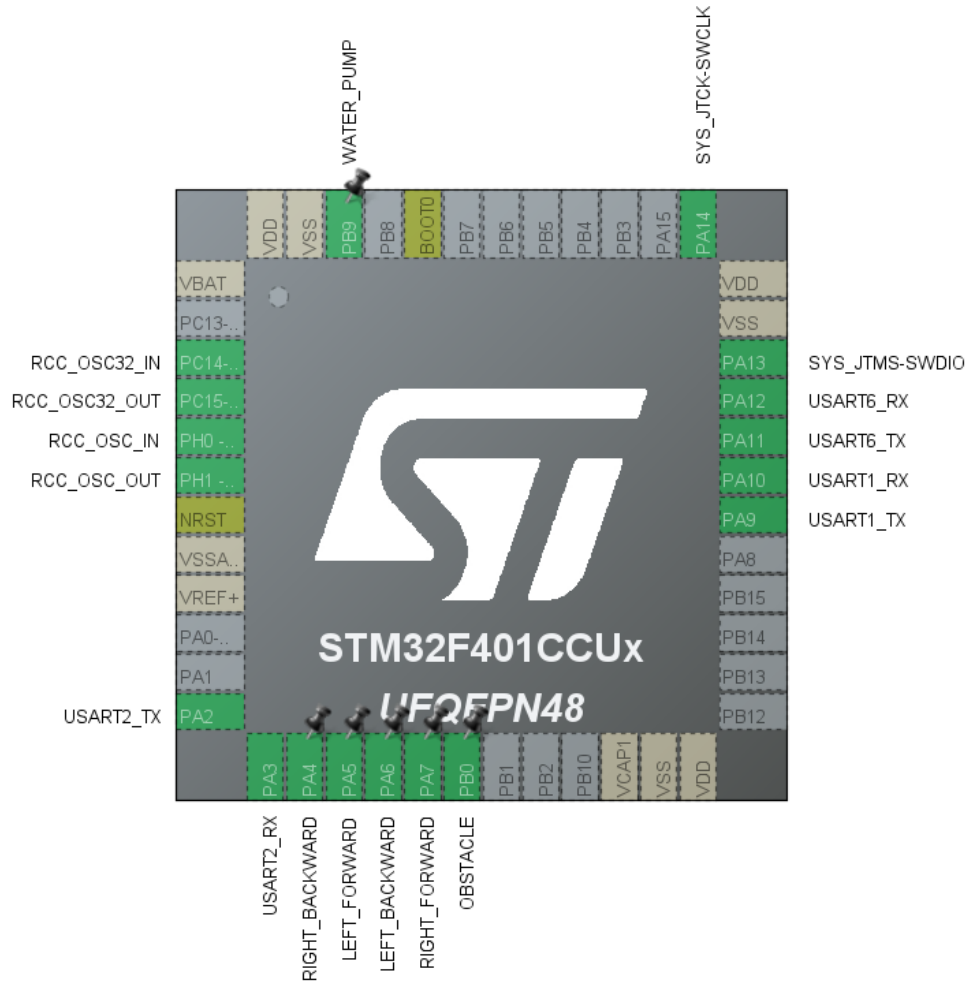 WATER_PUMP
SYS_JTCK-SWCLK
VDD
VSS
PB9
PB8
BOOT0
PB7
PB6
PB5
PB4
PB3
PA15
PA14
VBAT
PC13-..
RCC_OSC32_IN PC14-..
RCC_OSC32_OUT PC15-..
RCC_OSC_IN PH0 -..
RCC_OSC_OUT PH1 -..
NRST
VSSA..
VREF+
PA0-..
PA1
USART2_TX PA2
VDD
VSS
PA13 SYS_JTMS-SWDIO
PA12 USART6_RX
PA11 USART6_TX
PA10 USART1_RX
PA9 USART1_TX
PA8
PB15
PB14
PB13
PB12
STM32F401CCUx
UFQFPN48
PA3
PA4
PA5
PA6
PA7
PB0
PB1
PB2
PB10
VCAP1
VSS
VDD
USART2_RX
RIGHT_BACKWARD
LEFT_FORWARD
LEFT_BACKWARD
RIGHT_FORWARD
OBSTACLE